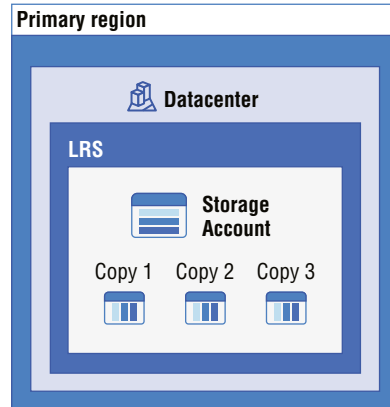 Primary region
Datacenter
LRS
Storage
Account
Copy 1 Copy 2 Copy 3